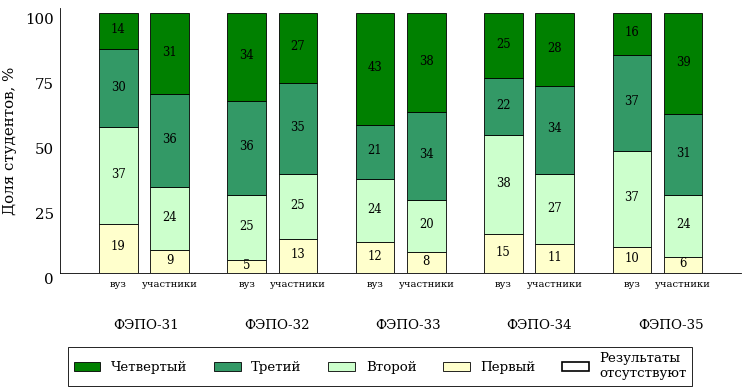 Доля студентов, %
100
75
50
25
0
14 31 34 27 43 38 25 28 16 39
30 36 36 35 21 34 22 34 37 31
37 24 25 25 24 20 38 27 37 24
19 9 5 13 12 8 15 11 10 6
вуз участники вуз участники вуз участники вуз участники вуз участники
ФЭПО-31 ФЭПО-32 ФЭПО-33 ФЭПО-34 ФЭПО-35
Четвертый Третий Второй Первый Результаты
отсутствуют